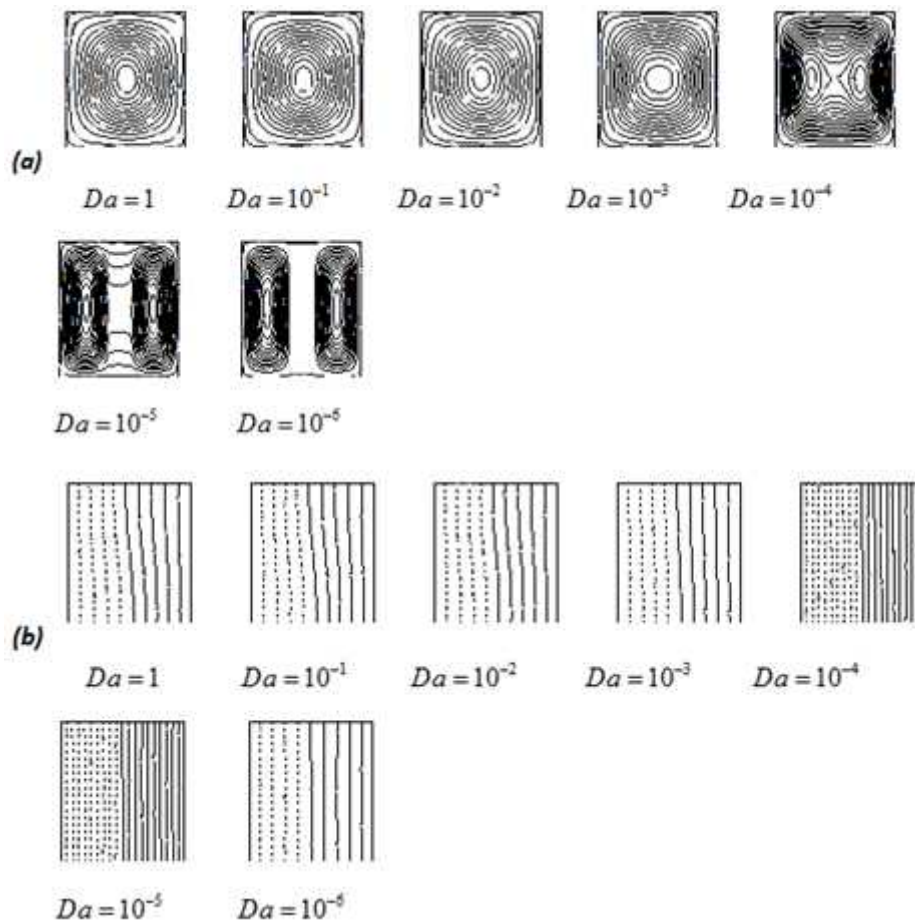 (a)
Da = 1 Da = 10⁻¹ Da = 10⁻² Da = 10⁻³ Da = 10⁻⁴
Da = 10⁻⁵ Da = 10⁻⁶
(b)
Da = 1 Da = 10⁻¹ Da = 10⁻² Da = 10⁻³ Da = 10⁻⁴
Da = 10⁻⁵ Da = 10⁻⁶